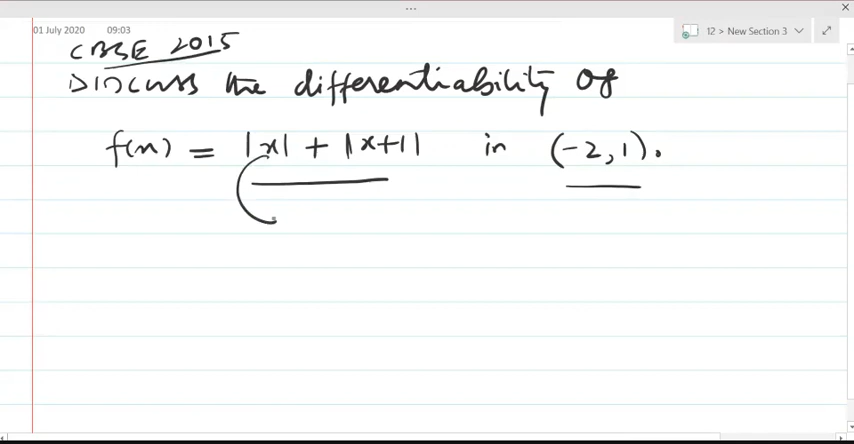 01 July 2020 09:03
12 > New Section 3
CBSE 2015
DISCUSS the differentiability Of
f(x) = |x| + |x+1| in (-2, 1).